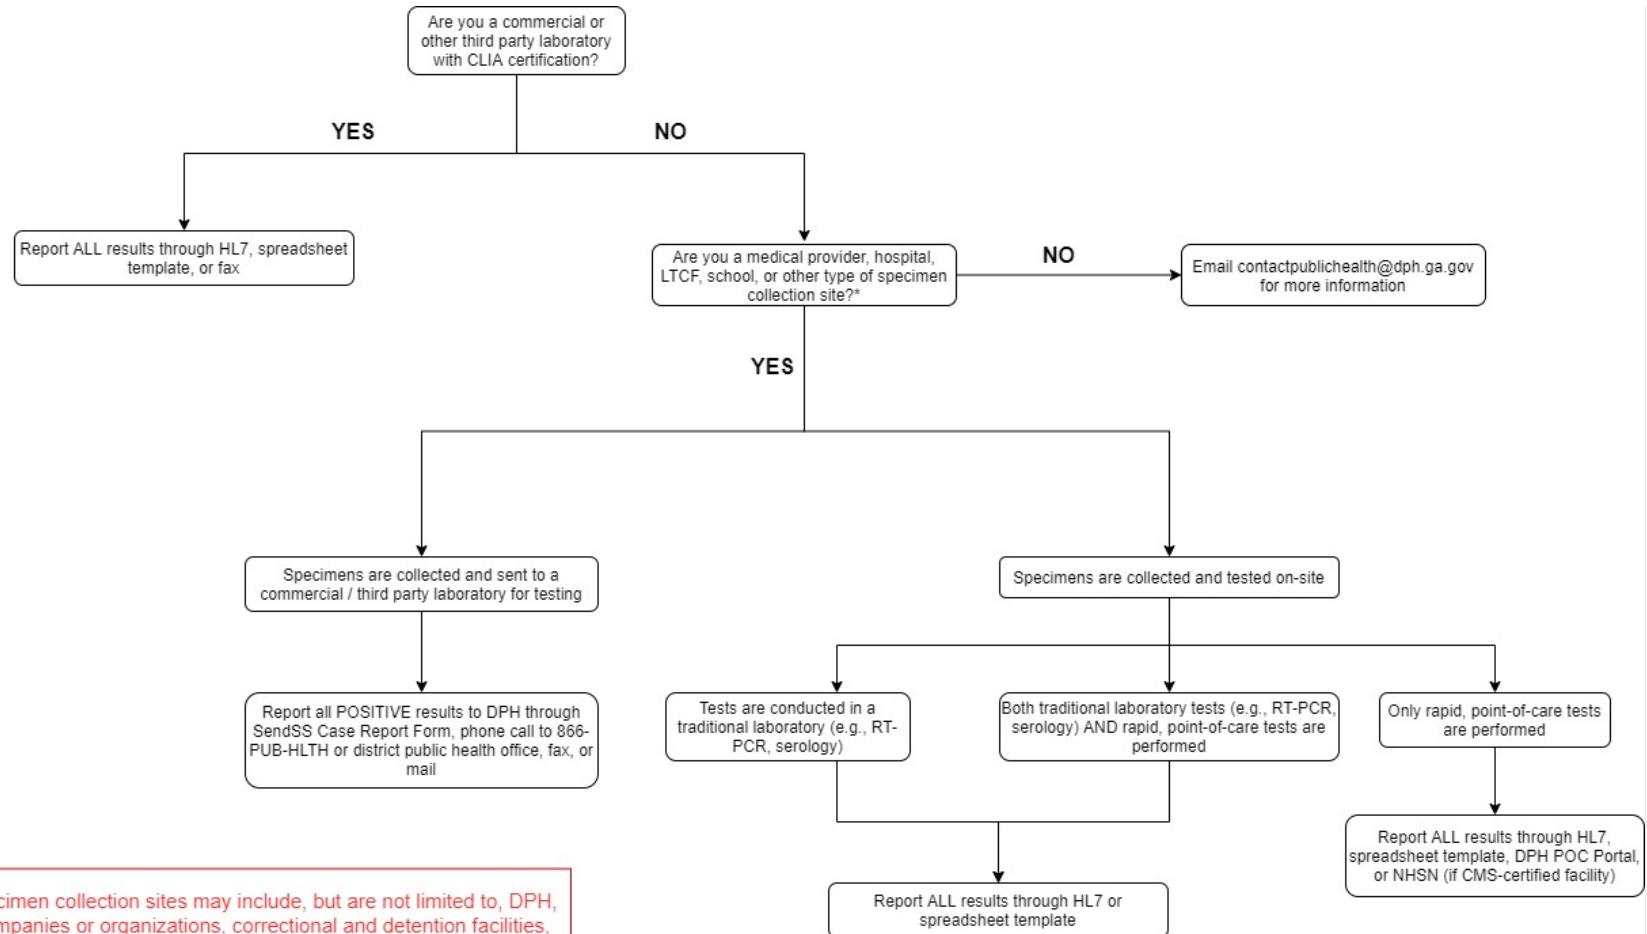 Are you a commercial or
other third party laboratory
with CLIA certification?
YES
NO
Report ALL results through HL7, spreadsheet
template, or fax
Are you a medical provider, hospital,
LTCF, school, or other type of specimen
collection site?*
NO
Email contactpublichealth@dph.ga.gov
for more information
YES
Specimens are collected and sent to a
commercial / third party laboratory for testing
Specimens are collected and tested on-site
Report all POSITIVE results to DPH through
SendSS Case Report Form, phone call to 866-
PUB-HLTH or district public health office, fax, or
mail
Tests are conducted in a
traditional laboratory (e.g., RT-
PCR, serology)
Both traditional laboratory tests (e.g., RT-PCR,
serology) AND rapid, point-of-care tests are
performed
Only rapid, point-of-care tests
are performed
Report ALL results through HL7 or
spreadsheet template
Report ALL results through HL7,
spreadsheet template, DPH POC Portal,
or NHSN (if CMS-certified facility)
cimen collection sites may include, but are not limited to, DPH,
mpanies or organizations, correctional and detention facilities,